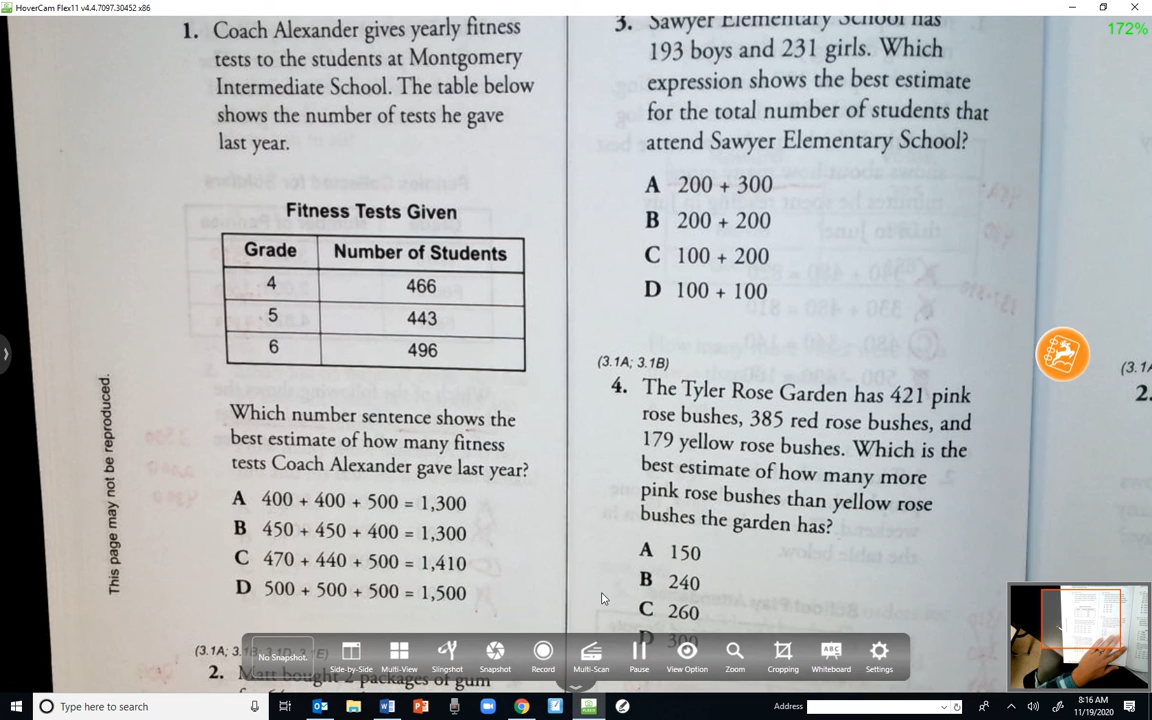 HoverCam Flex11 v4.4.7097.30452 x86
172%
1. Coach Alexander gives yearly fitness
tests to the students at Montgomery
Intermediate School. The table below
shows the number of tests he gave
last year.
Fitness Tests Given
Grade Number of Students
4 466
5 443
6 496
Which number sentence shows the
best estimate of how many fitness
tests Coach Alexander gave last year?
A 400 + 400 + 500 = 1,300
B 450 + 450 + 400 = 1,300
C 470 + 440 + 500 = 1,410
D 500 + 500 + 500 = 1,500
This page may not be reproduced.
2. Matt bought 2 packages of gum
3. Sawyer Elementary School has
193 boys and 231 girls. Which
expression shows the best estimate
for the total number of students that
attend Sawyer Elementary School?
A 200 + 300
B 200 + 200
C 100 + 200
D 100 + 100
(3.1A; 3.1B)
4. The Tyler Rose Garden has 421 pink
rose bushes, 385 red rose bushes, and
179 yellow rose bushes. Which is the
best estimate of how many more
pink rose bushes than yellow rose
bushes the garden has?
A 150
B 240
C 260
D 300
(3.1A
2.
No Snapshot.
Side-by-Side Multi-View Slingshot Snapshot Record Multi-Scan Pause View Option Zoom Cropping Whiteboard Settings
ABC
Type here to search
Address
8:16 AM
11/19/2020